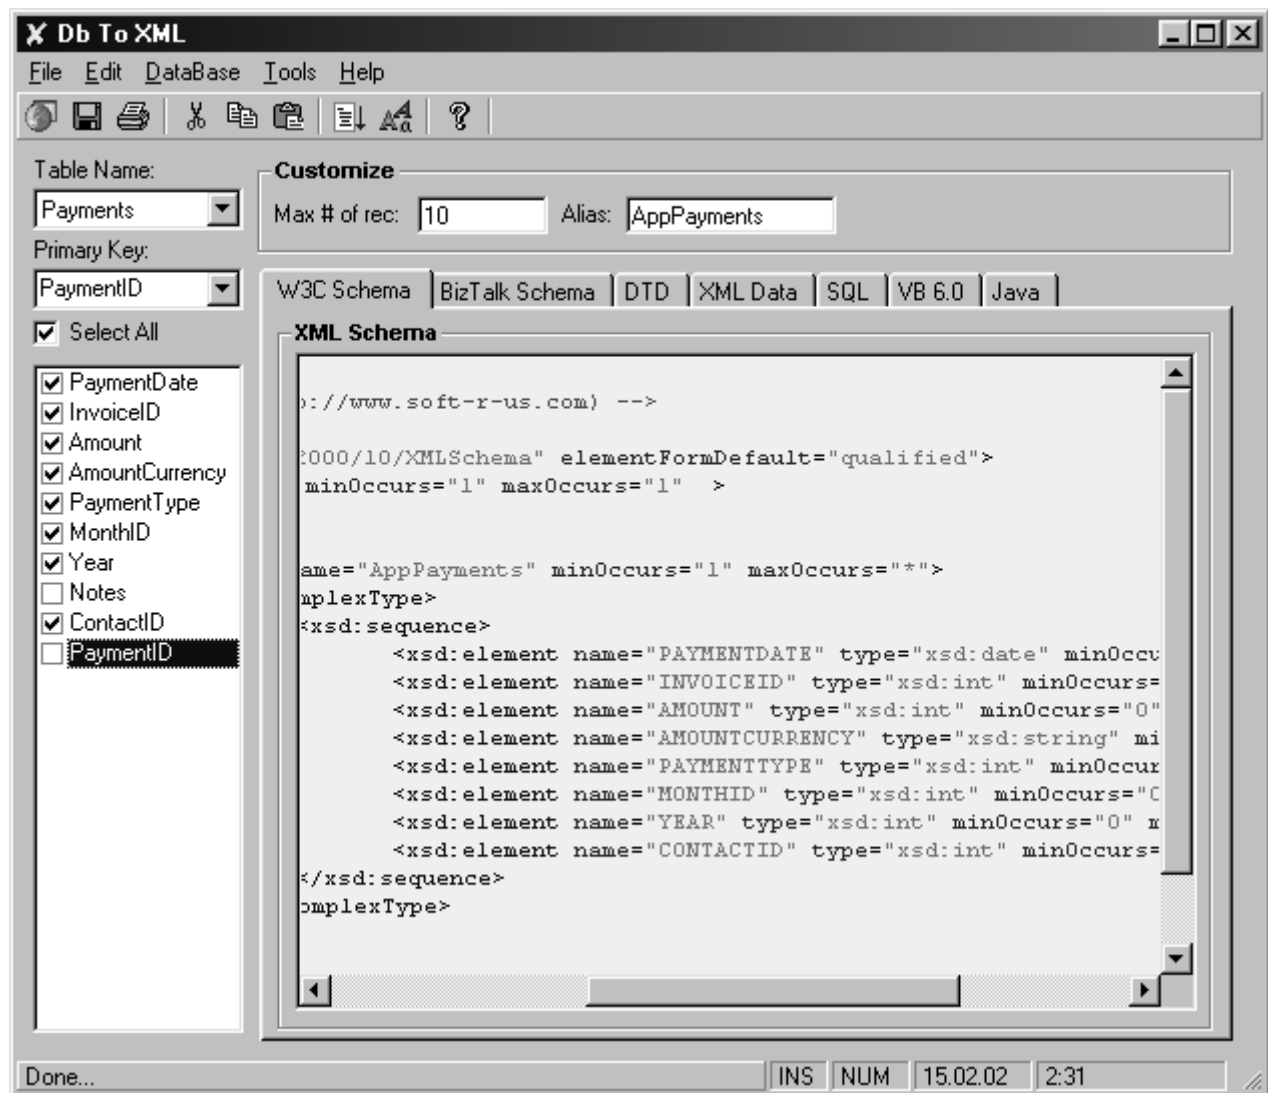 Db To XML
File Edit DataBase Tools Help
Table Name:
Payments
Primary Key:
PaymentID
Select All
PaymentDate
InvoiceID
Amount
AmountCurrency
PaymentType
MonthID
Year
Notes
ContactID
PaymentID
Customize
Max # of rec: 10 Alias: AppPayments
W3C Schema BizTalk Schema DTD XML Data SQL VB 6.0 Java
XML Schema
://www.soft-r-us.com) -->
000/10/XMLSchema" elementFormDefault="qualified">
minOccurs="1" maxOccurs="1" >
ame="AppPayments" minOccurs="1" maxOccurs="*">
mplexType>
<xsd:sequence>
<xsd:element name="PAYMENTDATE" type="xsd:date" minOccu
<xsd:element name="INVOICEID" type="xsd:int" minOccurs=
<xsd:element name="AMOUNT" type="xsd:int" minOccurs="0"
<xsd:element name="AMOUNTCURRENCY" type="xsd:string" mi
<xsd:element name="PAYMENTTYPE" type="xsd:int" minOccur
<xsd:element name="MONTHID" type="xsd:int" minOccurs="0
<xsd:element name="YEAR" type="xsd:int" minOccurs="0" m
<xsd:element name="CONTACTID" type="xsd:int" minOccurs=
</xsd:sequence>
omplexType>
Done... INS NUM 15.02.02 2:31